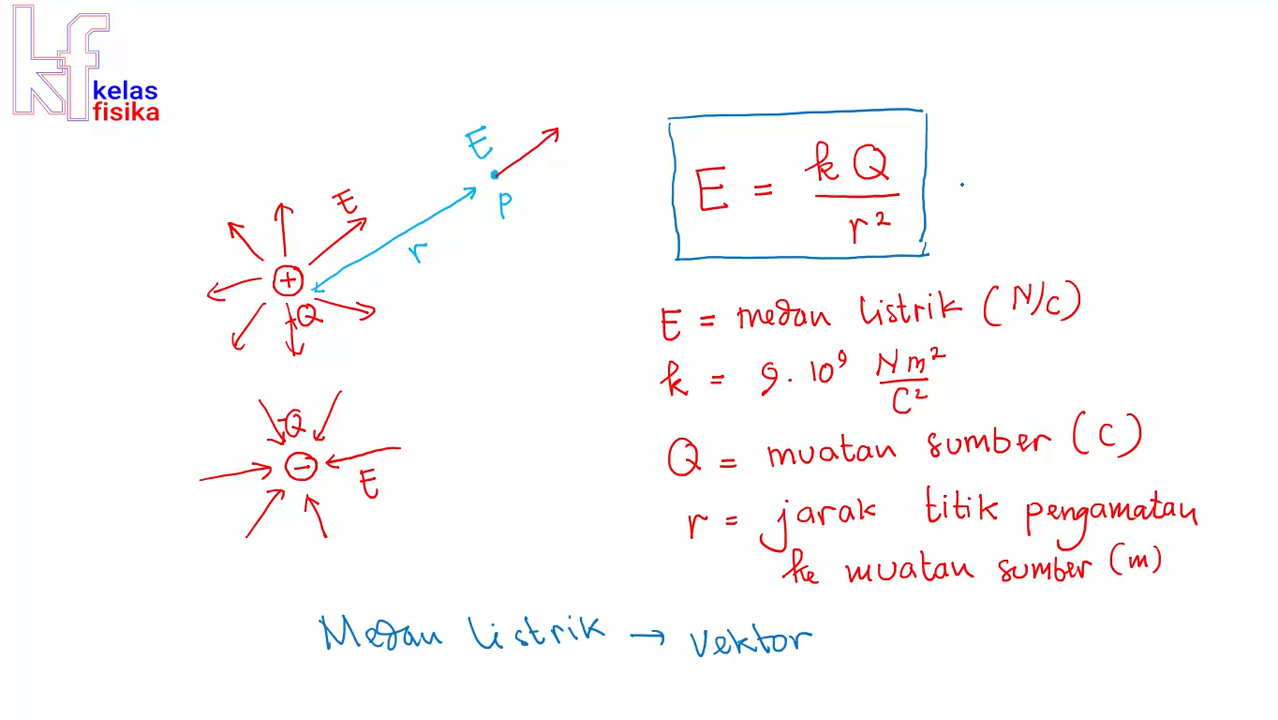 kf
kelas
fisika
E
P
r
E
+
+Q
-Q
−
E
E = kQ / r²
E = medan listrik (N/C)
k = 9.10⁹ Nm²/C²
Q = muatan sumber (C)
r = jarak titik pengamatan
ke muatan sumber (m)
Medan listrik → vektor